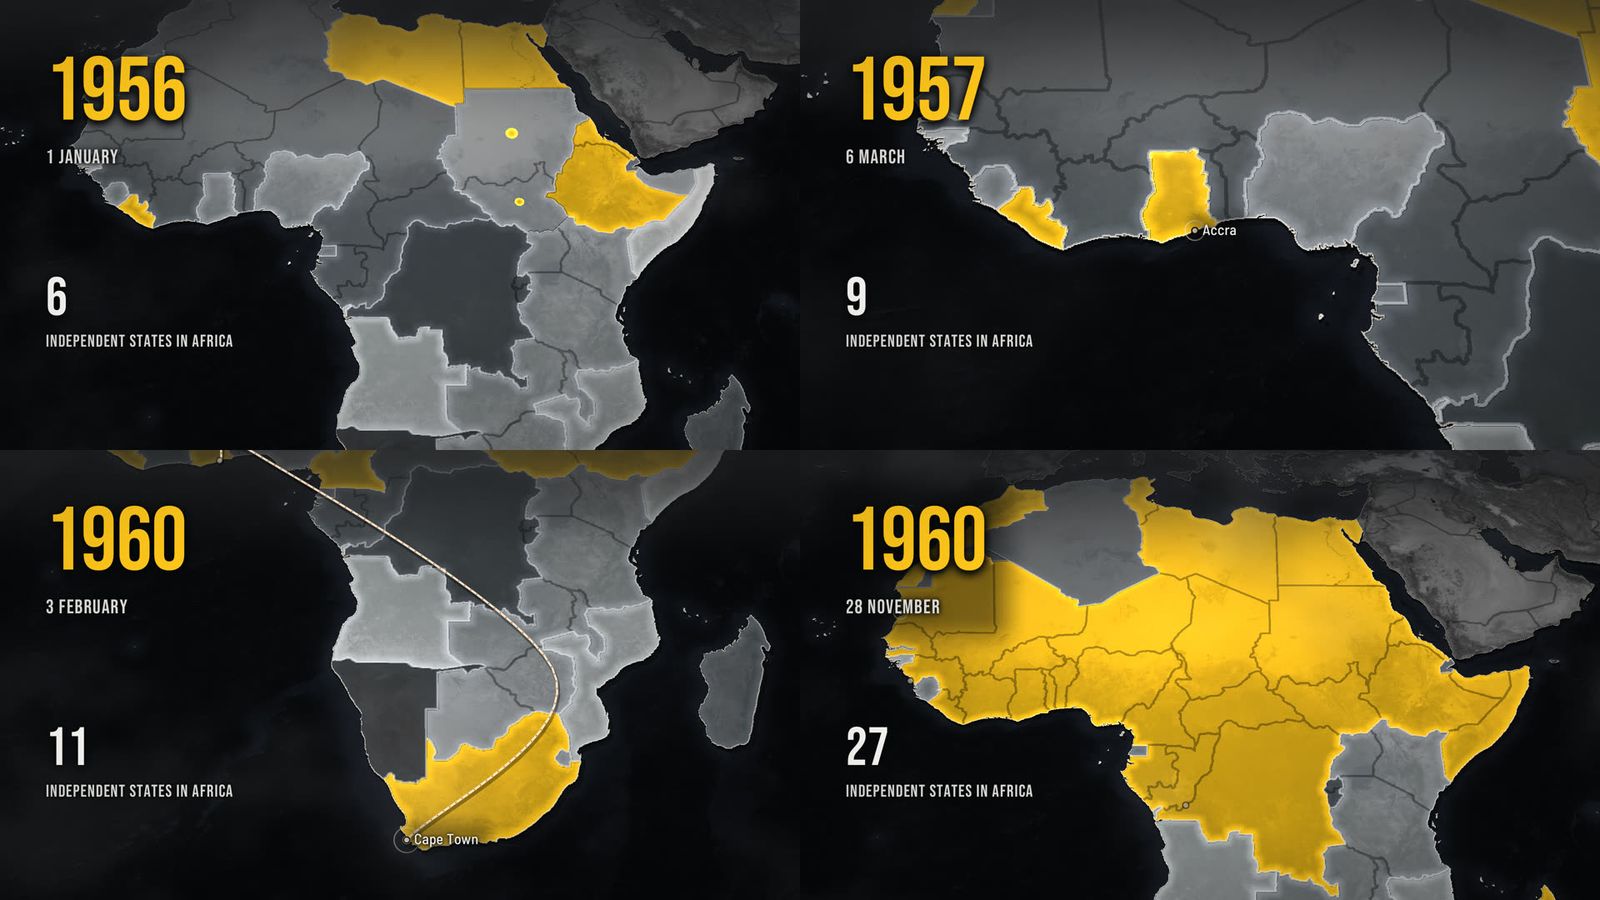 1956
1 JANUARY
6
INDEPENDENT STATES IN AFRICA
1957
6 MARCH
Accra
9
INDEPENDENT STATES IN AFRICA
1960
3 FEBRUARY
11
INDEPENDENT STATES IN AFRICA
Cape Town
1960
28 NOVEMBER
27
INDEPENDENT STATES IN AFRICA